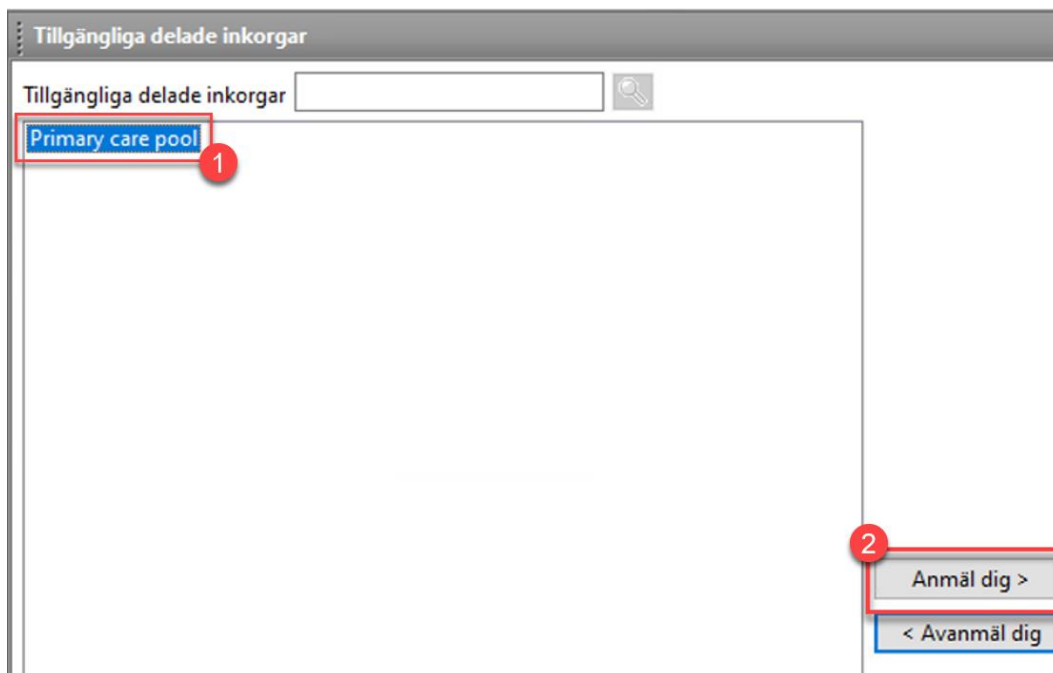 Tillgängliga delade inkorgar
Tillgängliga delade inkorgar
Primary care pool
1
2
Anmäl dig >
< Avanmäl dig